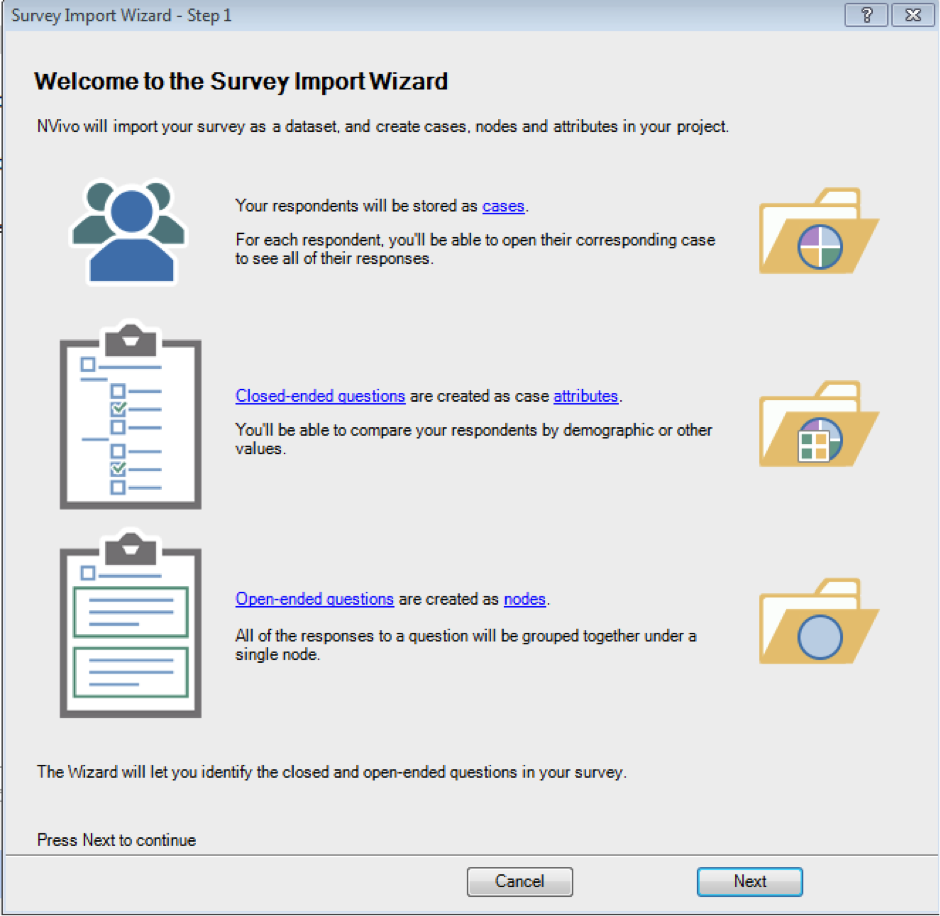 Survey Import Wizard - Step 1
Welcome to the Survey Import Wizard
NVivo will import your survey as a dataset, and create cases, nodes and attributes in your project.
Your respondents will be stored as cases.
For each respondent, you'll be able to open their corresponding case
to see all of their responses.
Closed-ended questions are created as case attributes.
You'll be able to compare your respondents by demographic or other
values.
Open-ended questions are created as nodes.
All of the responses to a question will be grouped together under a
single node.
The Wizard will let you identify the closed and open-ended questions in your survey.
Press Next to continue
Cancel
Next